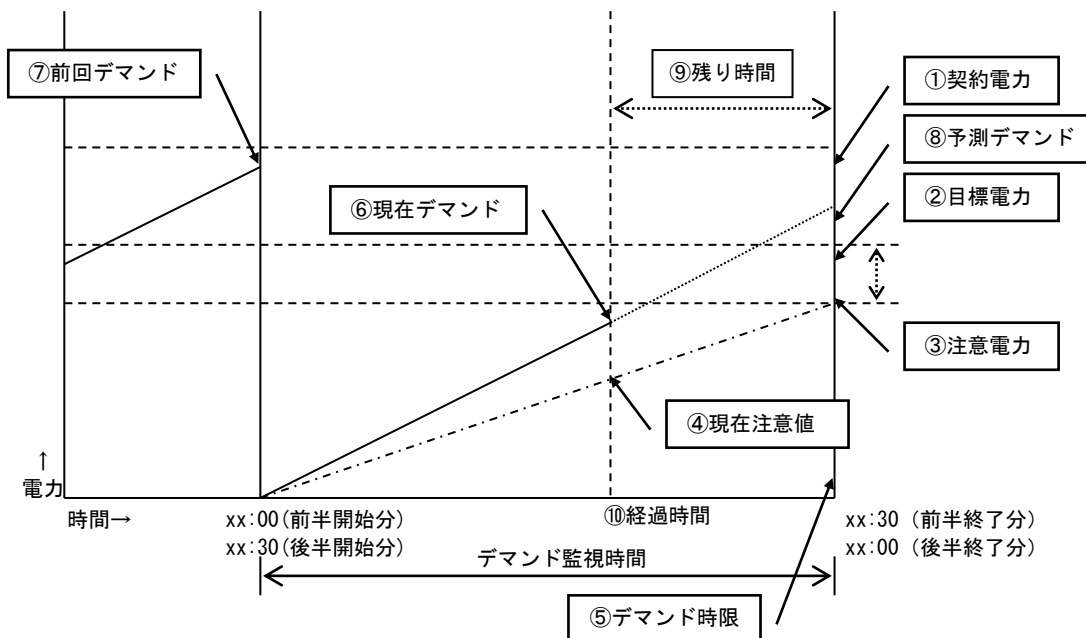 ⑦前回デマンド
⑨残り時間
①契約電力
⑧予測デマンド
②目標電力
⑥現在デマンド
③注意電力
④現在注意値
↑
電力
時間→
xx:00(前半開始分)
xx:30(後半開始分)
⑩経過時間
xx:30 (前半終了分)
xx:00 (後半終了分)
デマンド監視時間
⑤デマンド時限